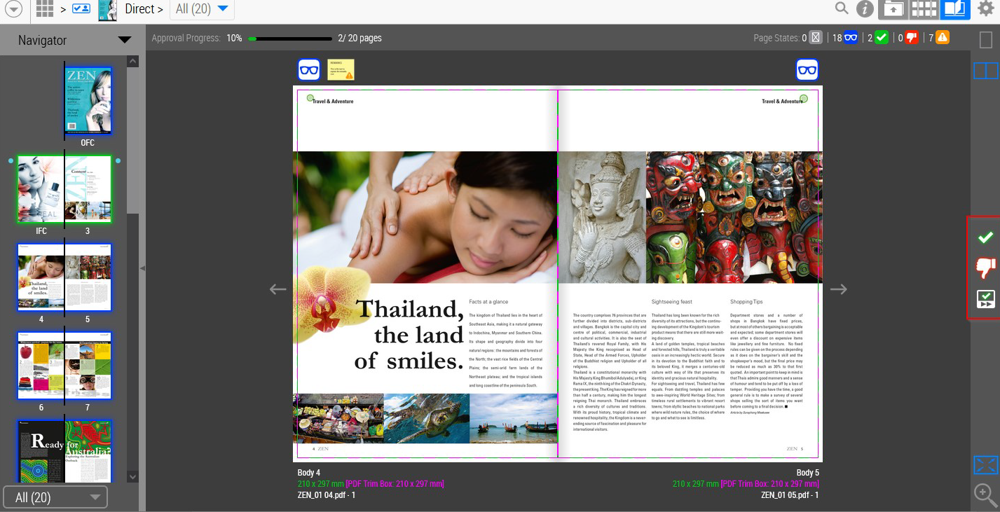 > Direct > All (20)
Navigator
Approval Progress: 10% 2/ 20 pages
Page States: 0 | 18 | 2 | 0 | 7
ZEN
OFC
Content
IFC 3
Thailand,
the land
of smiles.
4 5
6 7
Ready for
Australia?
Exploring the Australian
Outback
All (20)
Travel & Adventure
Travel & Adventure
Thailand,
the land
of smiles.
Facts at a glance
The kingdom of Thailand lies in the heart of
Southeast Asia, making it a natural gateway
to Indochina, Myanmar and Southern China.
Its shape and geography divide into four
natural regions : the mountains and forests of
the North; the vast rice fields of the Central
Plains; the semi-arid farm lands of the
Northeast plateau; and the tropical islands
and long coastline of the peninsula South.
4 ZEN
The country comprises 76 provinces that are
further divided into districts, sub-districts
and villages. Bangkok is the capital city and
centre of political, commercial, industrial
and cultural activities. It is also the seat of
Thailand's revered Royal Family, with His
Majesty the King recognised as Head of
State, Head of the Armed Forces, Upholder
of the Buddhist religion and Upholder of all
religions.
Thailand is a constitutional monarchy with
His Majesty King Bhumibol Adulyadej, or King
Rama IX, the ninth king of the Chakri Dynasty,
the present king. The King has reigned for more
than half a century, making him the longest
reigning Thai monarch. Thailand embraces
a rich diversity of cultures and traditions.
With its proud history, tropical climate and
renowned hospitality, the Kingdom is a never-
ending source of fascination and pleasure for
international visitors.
Sightseeing feast
Thailand has long been known for the rich
diversity of its attractions, but the continu-
ing development of the Kingdom's tourism
product means that there are still more wait-
ing discovery.
A land of golden temples, tropical beaches
and forested hills, Thailand is truly a veritable
oasis in an increasingly hectic world. Secure
in its devotion to the Buddhist faith and to
its beloved King, it merges a centuries-old
culture with way of life that preserves its
identity and gracious natural hospitality.
For sightseeing and travel, Thailand has few
equals. From dazzling temples and palaces
to awe-inspiring World Heritage Sites; from
timeless rural settlements to vibrant resort
towns; from idyllic beaches to national parks
where wild nature rules, the choice of where
to go and what to see is limitless.
Shopping Tips
Department stores and a number of
shops in Bangkok have fixed prices,
but at most of others bargaining is acceptable
and expected; some department stores will
even offer a discount on expensive items
like jewellery and fine furniture. No fixed
rules can be given on the process depending
as it does on the bargainer's skill and the
shopkeeper's mood, but the final price may
be reduced as much as 30% to that first
quoted. An important point to keep in mind is
that Thais admire good manners and a sense
of humour and tend to be put off by a loss of
temper. Providing you have the time, a good
general rule is to make a survey of several
shops selling the sort of items you want
before coming to a final decision.
ZEN 5
Body 4
210 x 297 mm [PDF Trim Box: 210 x 297 mm]
ZEN_01 04.pdf - 1
Body 5
210 x 297 mm [PDF Trim Box: 210 x 297 mm]
ZEN_01 05.pdf - 1